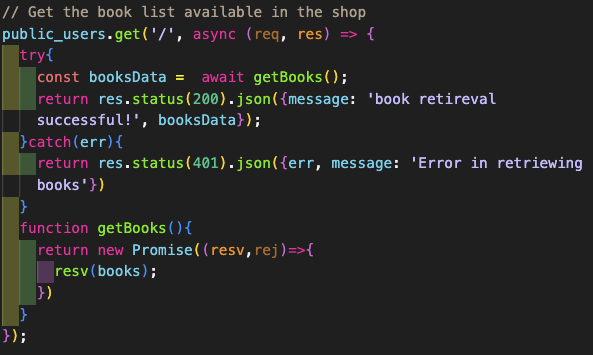 // Get the book list available in the shop
public_users.get('/', async (req, res) => {
try{
const booksData =  await getBooks();
return res.status(200).json({message: 'book retireval
successful!', booksData});
}catch(err){
return res.status(401).json({err, message: 'Error in retriewing
books'})
}
function getBooks(){
return new Promise((resv,rej)=>{
resv(books);
})
}
});